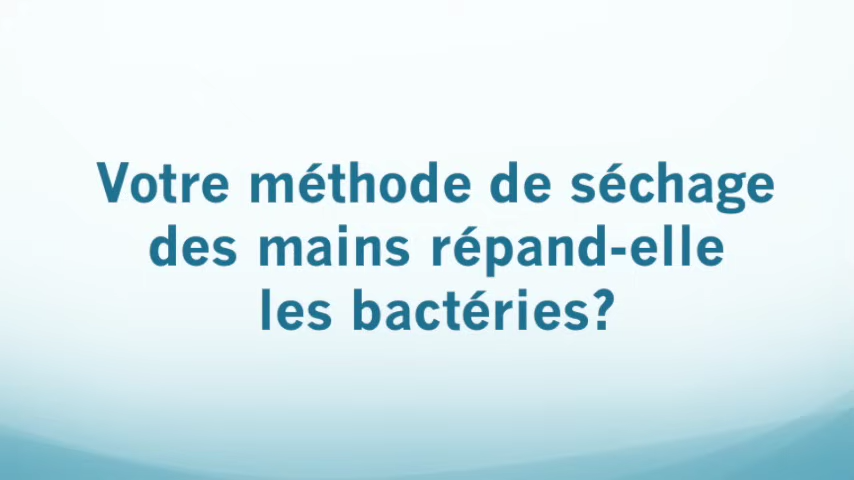 Votre méthode de séchage
des mains répand-elle
les bactéries?